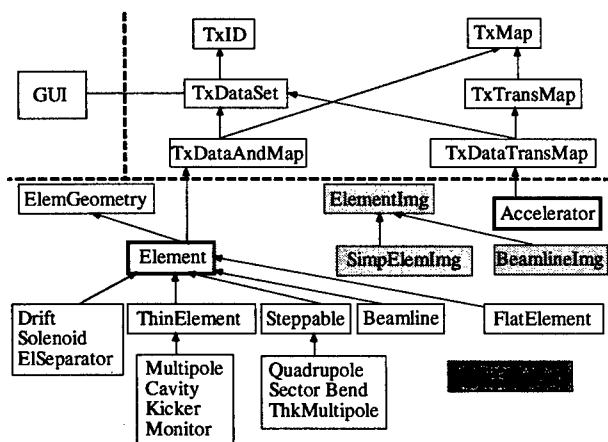 TxID
TxMap
GUI
TxDataSet
TxTransMap
TxDataAndMap
TxDataTransMap
ElemGeometry
ElementImg
Accelerator
Element
SimpElemImg
BeamlineImg
Drift
Solenoid
ElSeparator
ThinElement
Steppable
Beamline
FlatElement
Multipole
Cavity
Kicker
Monitor
Quadrupole
Sector Bend
ThkMultipole